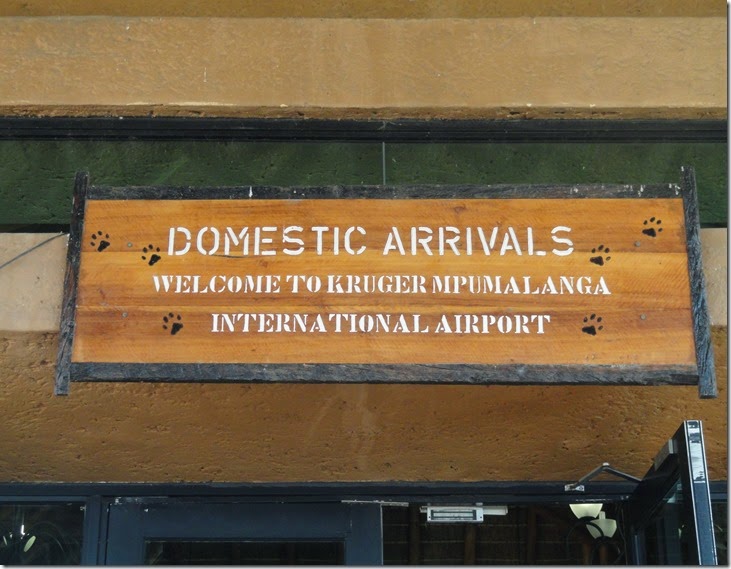 DOMESTIC ARRIVALS
WELCOME TO KRUGER MPUMALANGA
INTERNATIONAL AIRPORT